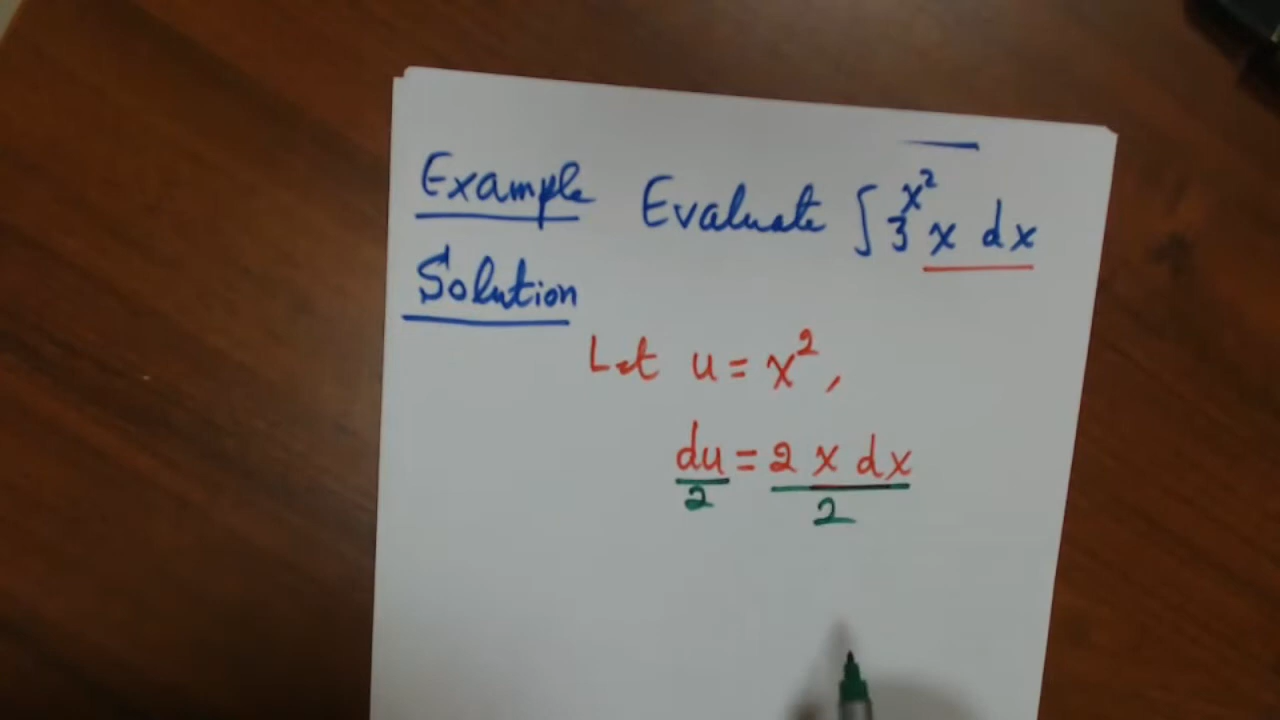 Example Evaluate ∫ 3^x² x dx
Solution
Let u = x²,
du/2 = 2 x dx/2